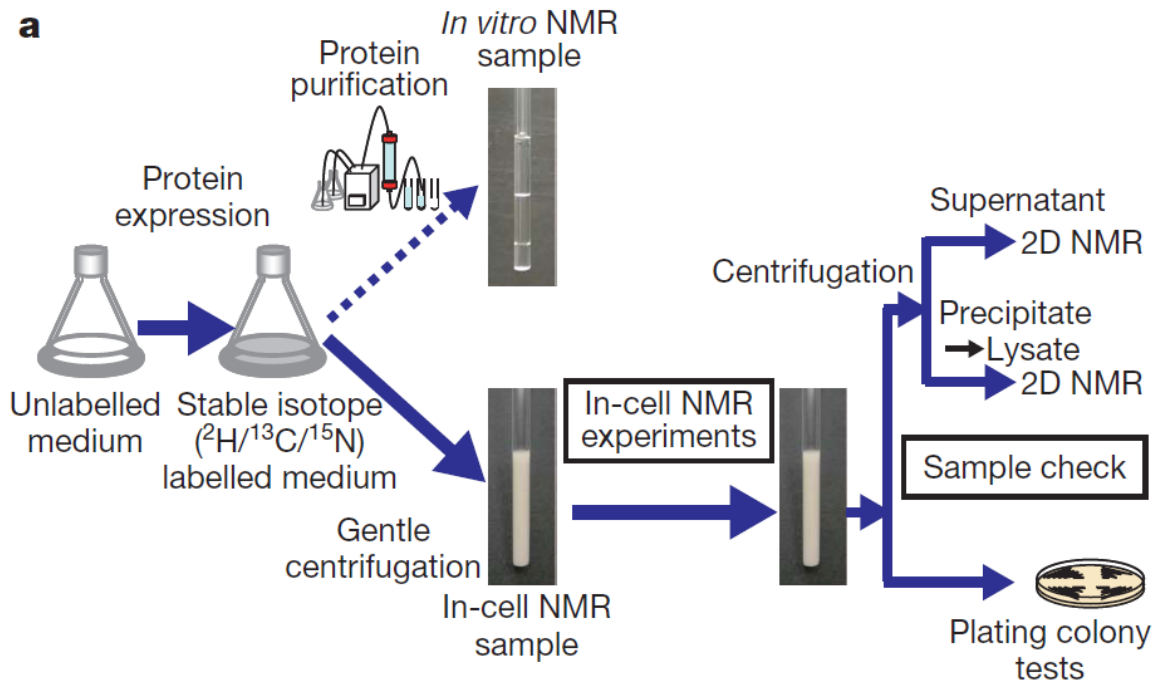 a
In vitro NMR
sample
Protein
purification
Protein
expression
Unlabelled
medium
Stable isotope
(²H/¹³C/¹⁵N)
labelled medium
Gentle
centrifugation
In-cell NMR
sample
In-cell NMR
experiments
Centrifugation
Supernatant
2D NMR
Precipitate
Lysate
2D NMR
Sample check
Plating colony
tests